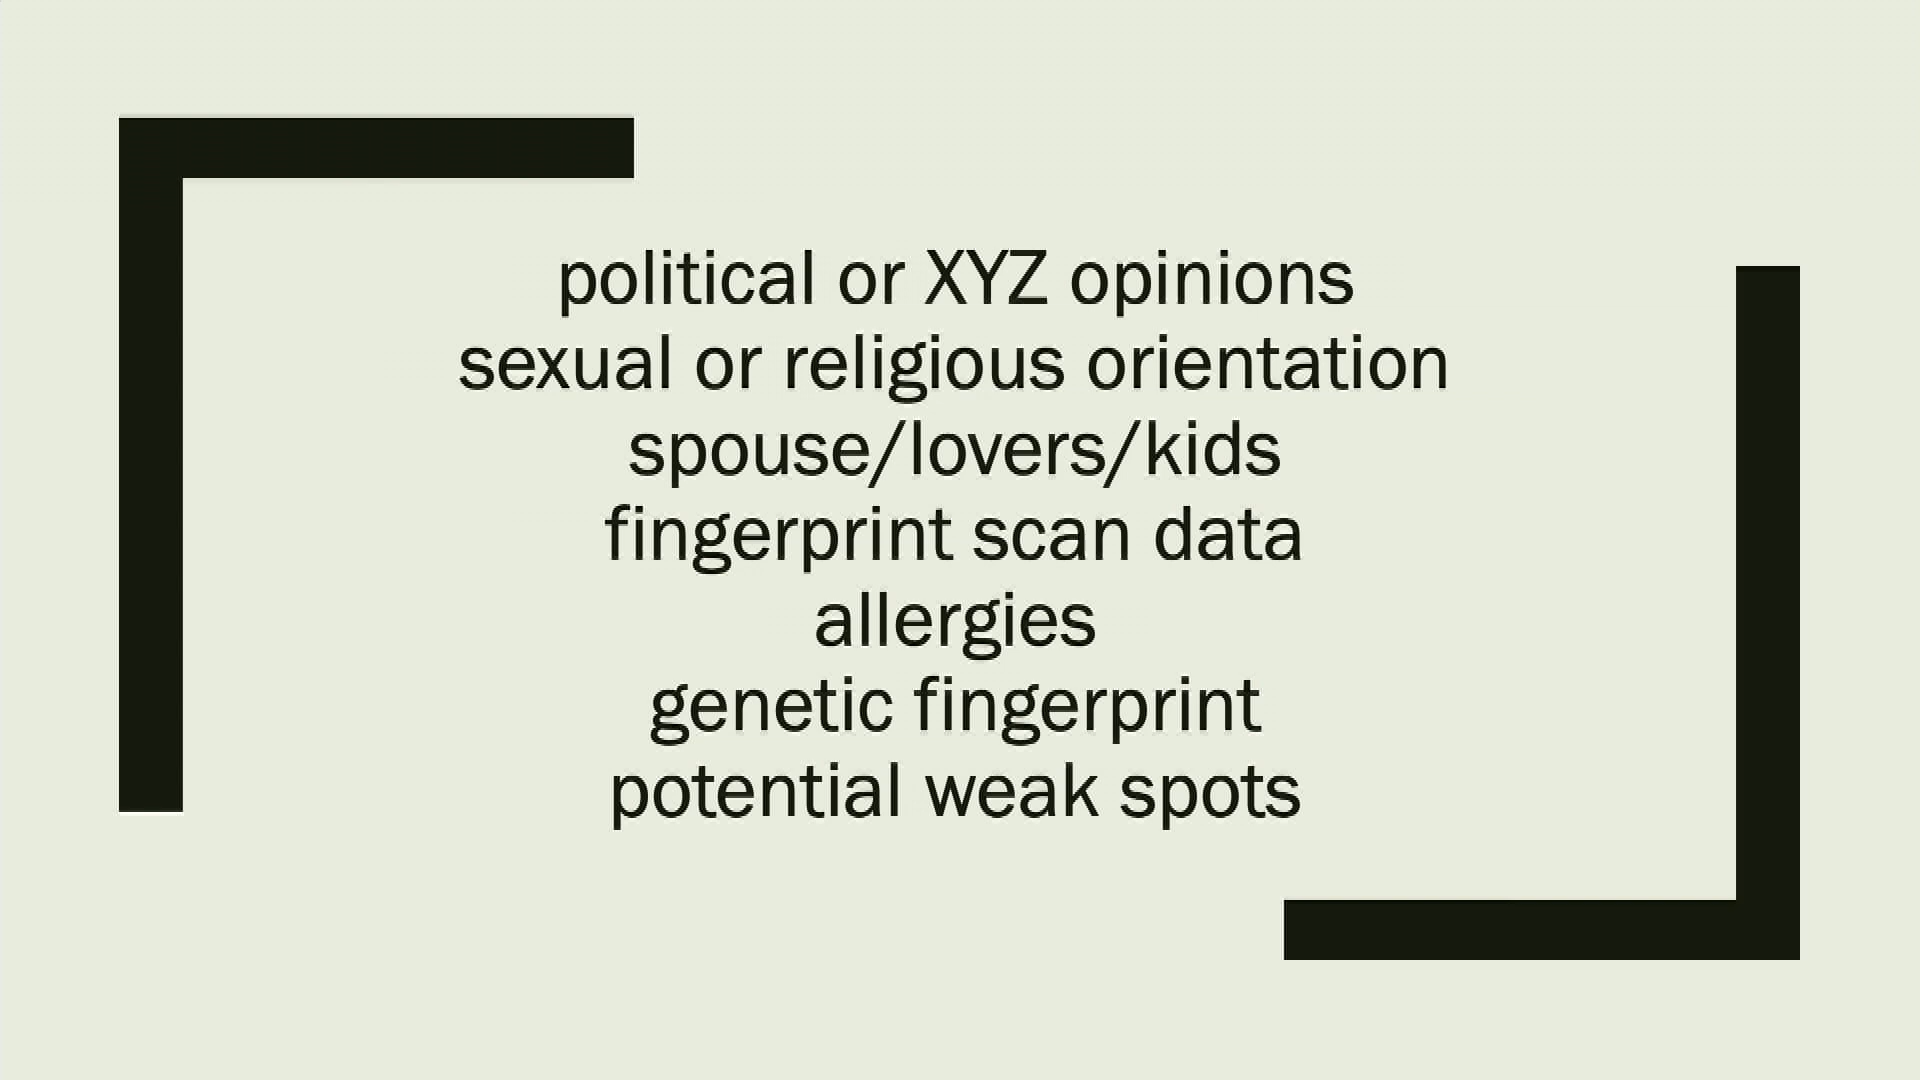 political or XYZ opinions
sexual or religious orientation
spouse/lovers/kids
fingerprint scan data
allergies
genetic fingerprint
potential weak spots